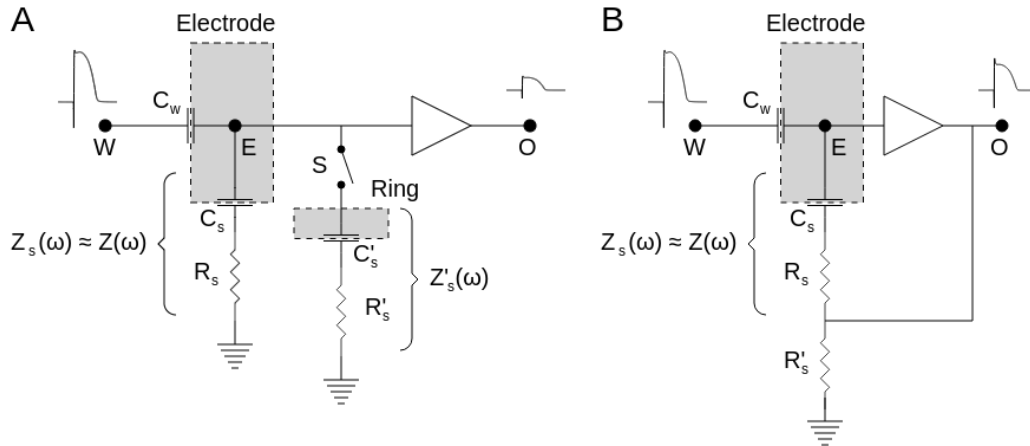 A
Electrode
C_w
W
E
O
S
Ring
C_s
Z_s(ω) ≈ Z(ω)
R_s
C'_s
Z'_s(ω)
R'_s
B
Electrode
C_w
W
E
O
C_s
Z_s(ω) ≈ Z(ω)
R_s
R'_s